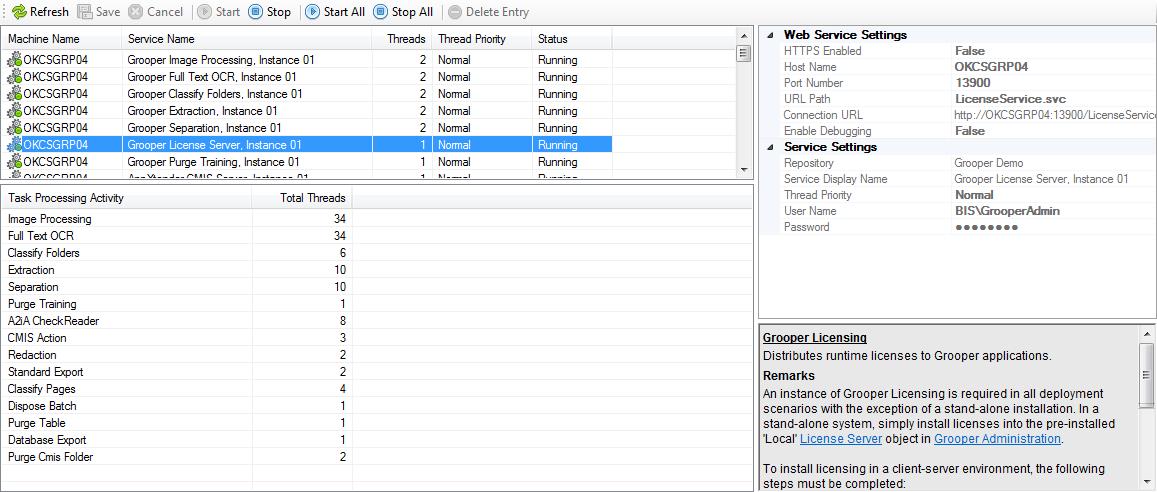 Refresh Save Cancel Start Stop Start All Stop All Delete Entry
Machine Name Service Name Threads Thread Priority Status
OKCSGRP04 Grooper Image Processing, Instance 01 2 Normal Running
OKCSGRP04 Grooper Full Text OCR, Instance 01 2 Normal Running
OKCSGRP04 Grooper Classify Folders, Instance 01 2 Normal Running
OKCSGRP04 Grooper Extraction, Instance 01 2 Normal Running
OKCSGRP04 Grooper Separation, Instance 01 2 Normal Running
OKCSGRP04 Grooper License Server, Instance 01 1 Normal Running
OKCSGRP04 Grooper Purge Training, Instance 01 1 Normal Running
Task Processing Activity Total Threads
Image Processing 34
Full Text OCR 34
Classify Folders 6
Extraction 10
Separation 10
Purge Training 1
A2iA CheckReader 8
CMIS Action 3
Redaction 2
Standard Export 2
Classify Pages 4
Dispose Batch 1
Purge Table 1
Database Export 1
Purge Cmis Folder 2
Web Service Settings
HTTPS Enabled False
Host Name OKCSGRP04
Port Number 13900
URL Path LicenseService.svc
Connection URL http://OKCSGRP04:13900/LicenseService
Enable Debugging False
Service Settings
Repository Grooper Demo
Service Display Name Grooper License Server, Instance 01
Thread Priority Normal
User Name BIS\GrooperAdmin
Password ●●●●●●●●
Grooper Licensing
Distributes runtime licenses to Grooper applications.
Remarks
An instance of Grooper Licensing is required in all deployment
scenarios with the exception of a stand-alone installation. In a
stand-alone system, simply install licenses into the pre-installed
'Local' License Server object in Grooper Administration.
To install licensing in a client-server environment, the following
steps must be completed: